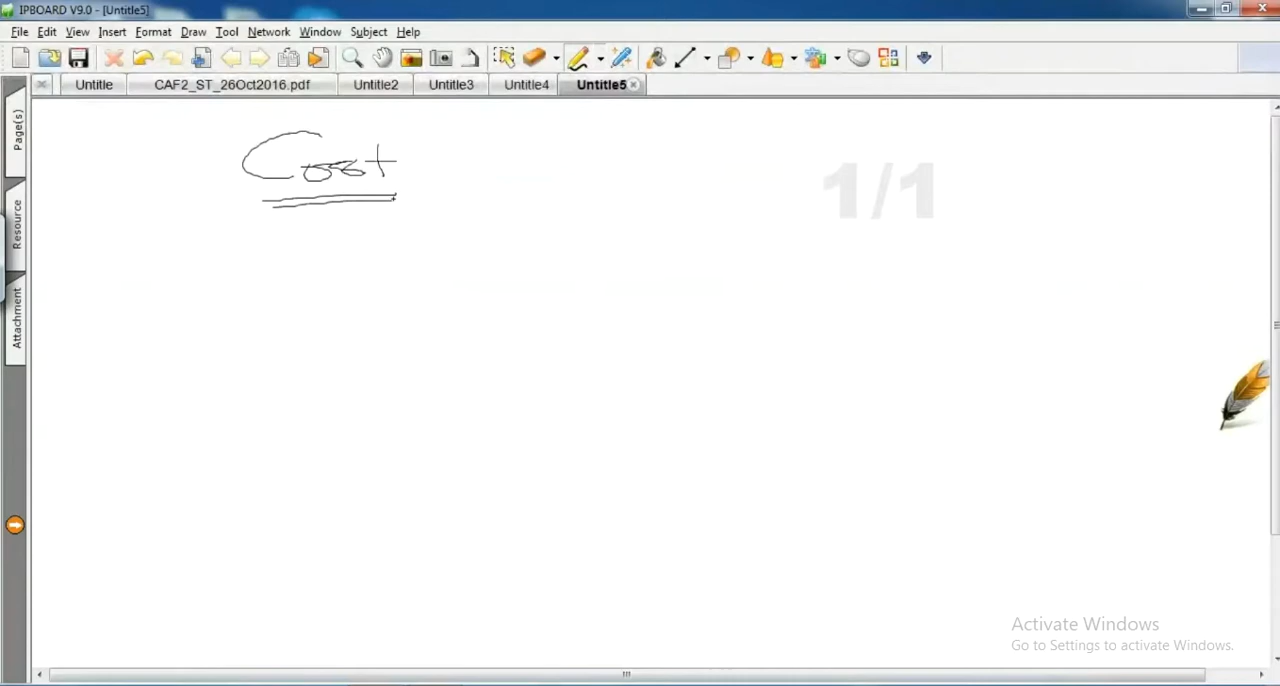 IPBOARD V9.0 - [Untitle5]
File Edit View Insert Format Draw Tool Network Window Subject Help
Untitle CAF2_ST_26Oct2016.pdf Untitle2 Untitle3 Untitle4 Untitle5
Page(s)
Resource
Attachment
Cost
1/1
Activate Windows
Go to Settings to activate Windows.